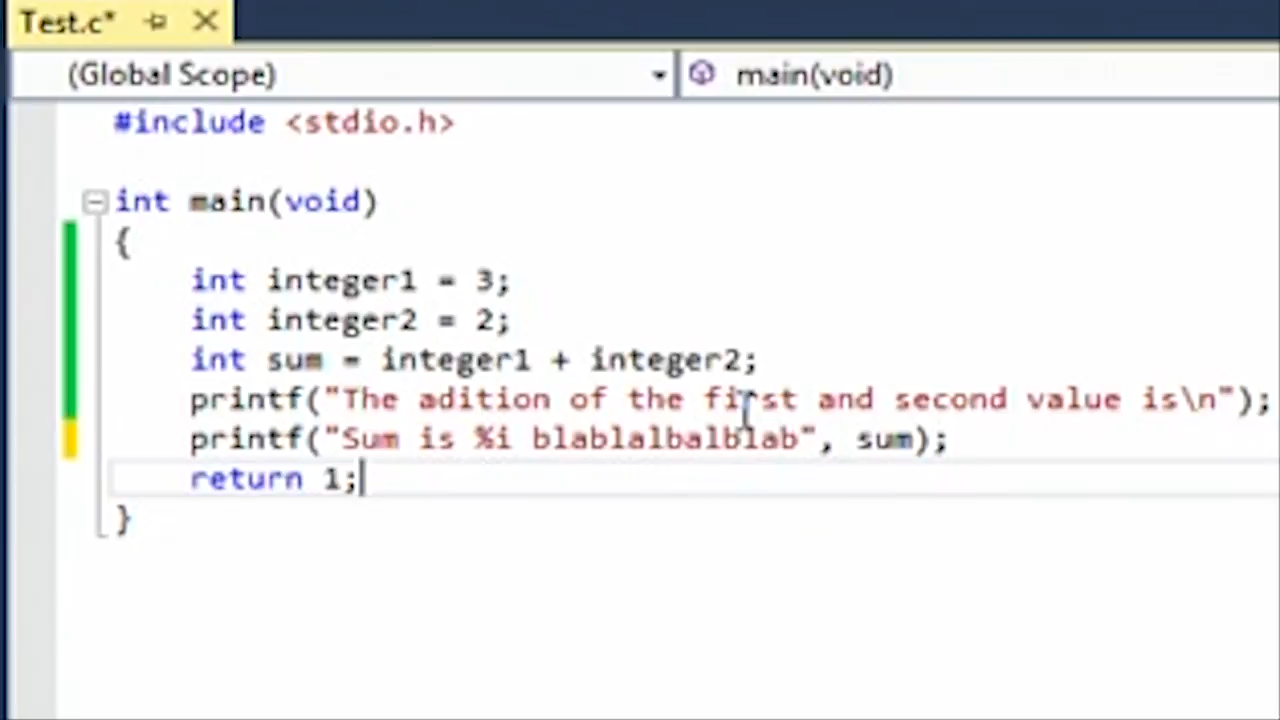 Test.c*
(Global Scope)
main(void)
#include <stdio.h>
int main(void)
{
int integer1 = 3;
int integer2 = 2;
int sum = integer1 + integer2;
printf("The adition of the first and second value is\n");
printf("Sum is %i blablalbalblab", sum);
return 1;
}